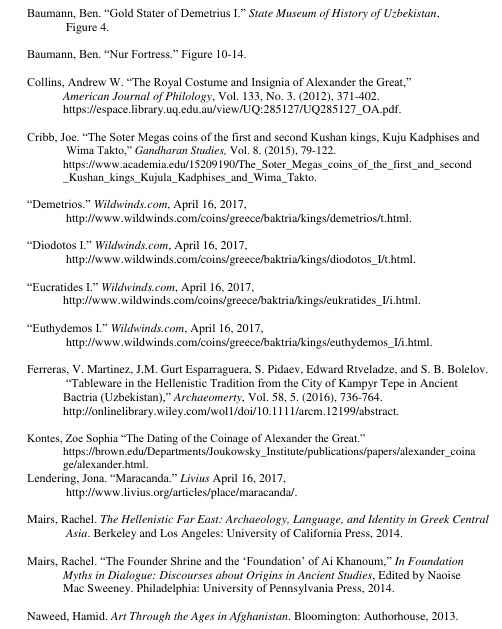 Baumann, Ben. “Gold Stater of Demetrius I.” State Museum of History of Uzbekistan,
Figure 4.
Baumann, Ben. “Nur Fortress.” Figure 10-14.
Collins, Andrew W. “The Royal Costume and Insignia of Alexander the Great,”
American Journal of Philology, Vol. 133, No. 3. (2012), 371-402.
https://espace.library.uq.edu.au/view/UQ:285127/UQ285127_OA.pdf.
Cribb, Joe. “The Soter Megas coins of the first and second Kushan kings, Kuju Kadphises and
Wima Takto,” Gandharan Studies, Vol. 8. (2015), 79-122.
https://www.academia.edu/15209190/The_Soter_Megas_coins_of_the_first_and_second
_Kushan_kings_Kujula_Kadphises_and_Wima_Takto.
“Demetrios.” Wildwinds.com, April 16, 2017,
http://www.wildwinds.com/coins/greece/baktria/kings/demetrios/t.html.
“Diodotos I.” Wildwinds.com, April 16, 2017,
http://www.wildwinds.com/coins/greece/baktria/kings/diodotos_I/t.html.
“Eucratides I.” Wildwinds.com, April 16, 2017,
http://www.wildwinds.com/coins/greece/baktria/kings/eukratides_I/i.html.
“Euthydemos I.” Wildwinds.com, April 16, 2017,
http://www.wildwinds.com/coins/greece/baktria/kings/euthydemos_I/i.html.
Ferreras, V. Martinez, J.M. Gurt Esparraguera, S. Pidaev, Edward Rtveladze, and S. B. Bolelov.
“Tableware in the Hellenistic Tradition from the City of Kampyr Tepe in Ancient
Bactria (Uzbekistan),” Archaeomerty, Vol. 58, 5. (2016), 736-764.
http://onlinelibrary.wiley.com/wol1/doi/10.1111/arcm.12199/abstract.
Kontes, Zoe Sophia “The Dating of the Coinage of Alexander the Great.”
https://brown.edu/Departments/Joukowsky_Institute/publications/papers/alexander_coina
ge/alexander.html.
Lendering, Jona. “Maracanda.” Livius April 16, 2017,
http://www.livius.org/articles/place/maracanda/.
Mairs, Rachel. The Hellenistic Far East: Archaeology, Language, and Identity in Greek Central
Asia. Berkeley and Los Angeles: University of California Press, 2014.
Mairs, Rachel. “The Founder Shrine and the ‘Foundation’ of Ai Khanoum,” In Foundation
Myths in Dialogue: Discourses about Origins in Ancient Studies, Edited by Naoise
Mac Sweeney. Philadelphia: University of Pennsylvania Press, 2014.
Naweed, Hamid. Art Through the Ages in Afghanistan. Bloomington: Authorhouse, 2013.